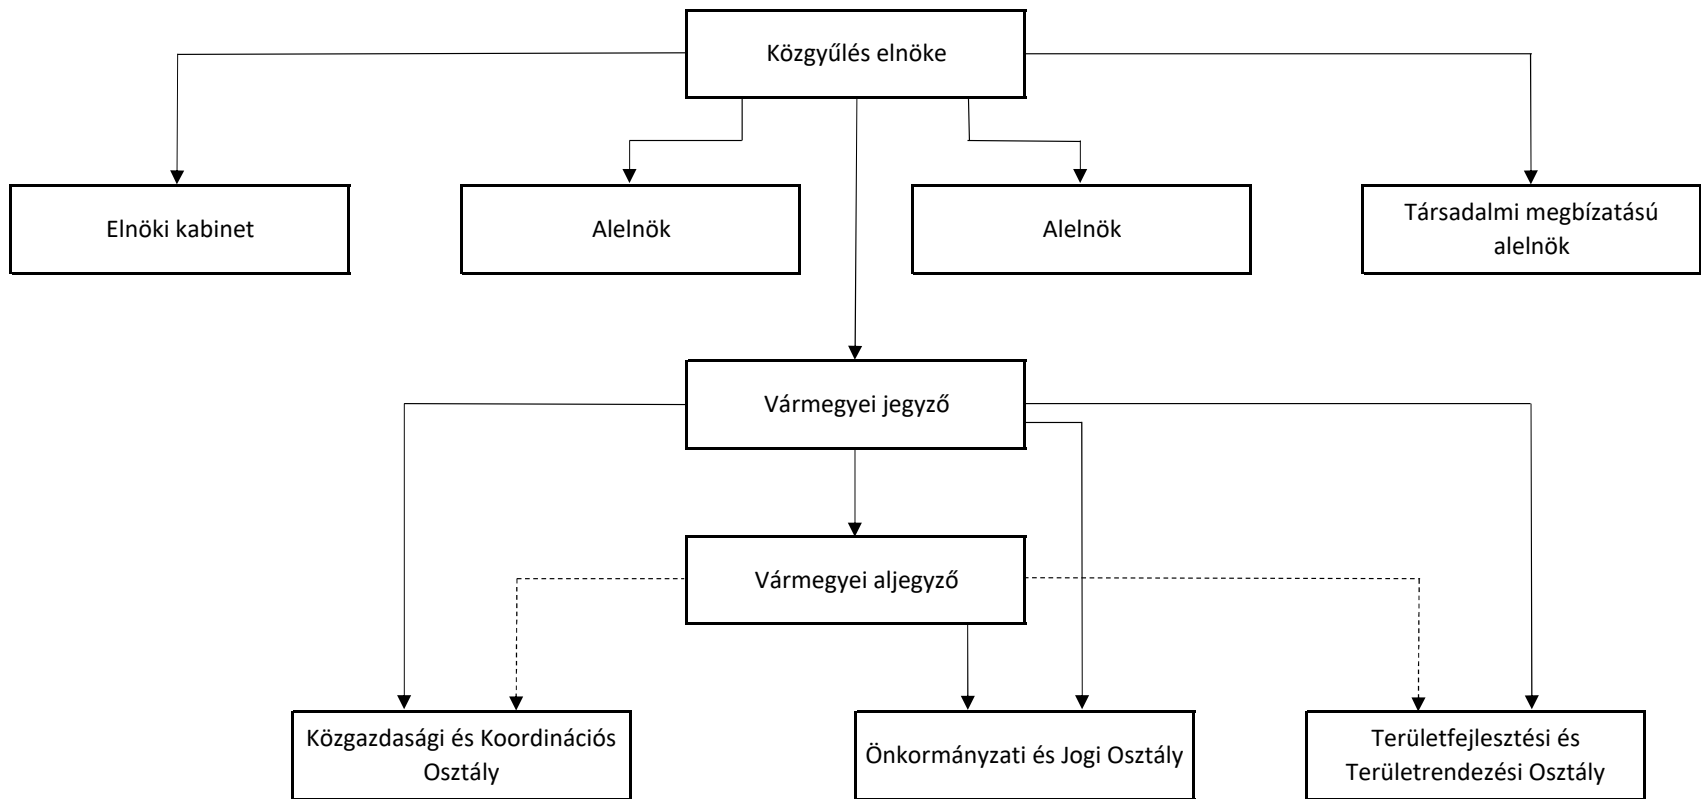 Közgyűlés elnöke
Elnöki kabinet
Alelnök
Alelnök
Társadalmi megbízatású
alelnök
Vármegyei jegyző
Vármegyei aljegyző
Közgazdasági és Koordinációs
Osztály
Önkormányzati és Jogi Osztály
Területfejlesztési és
Területrendezési Osztály